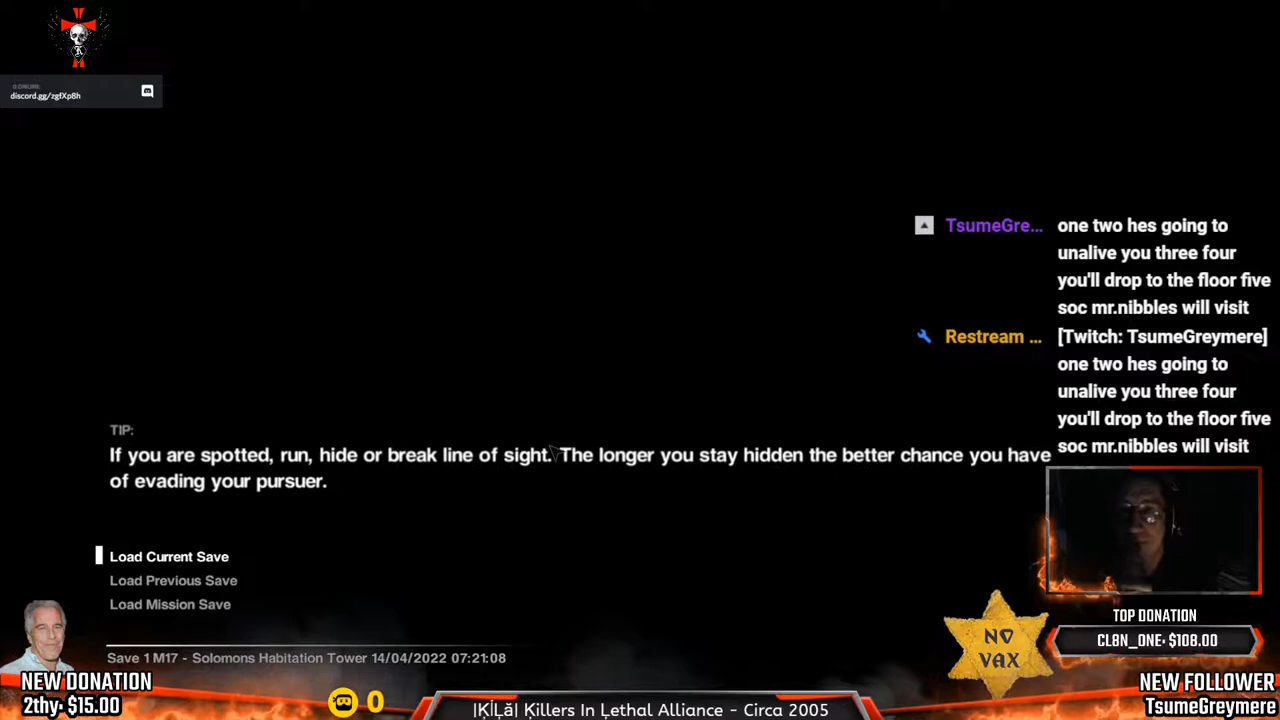 0 ONLINE
discord.gg/zgfXp8h
TsumeGre... one two hes going to
unalive you three four
you'll drop to the floor five
soc mr.nibbles will visit
Restream ... [Twitch: TsumeGreymere]
one two hes going to
unalive you three four
you'll drop to the floor five
soc mr.nibbles will visit
TIP:
If you are spotted, run, hide or break line of sight. The longer you stay hidden the better chance you have
of evading your pursuer.
Load Current Save
Load Previous Save
Load Mission Save
Save 1 M17 - Solomons Habitation Tower 14/04/2022 07:21:08
NO
VAX
TOP DONATION
CL8N_ONE• $108.00
NEW DONATION
2thy• $15.00
0
|ĶİĻă| Ķillers In Ļethal Alliance - Circa 2005
NEW FOLLOWER
TsumeGreymere